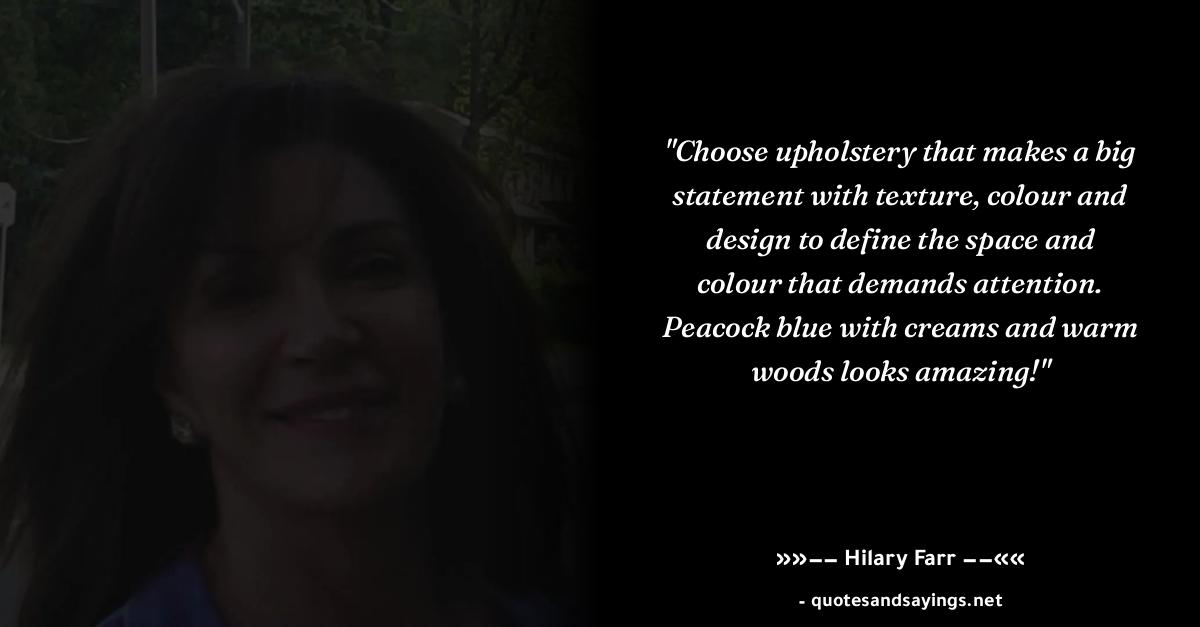 "Choose upholstery that makes a big
statement with texture, colour and
design to define the space and
colour that demands attention.
Peacock blue with creams and warm
woods looks amazing!"
»»–– Hilary Farr ––««
- quotesandsayings.net